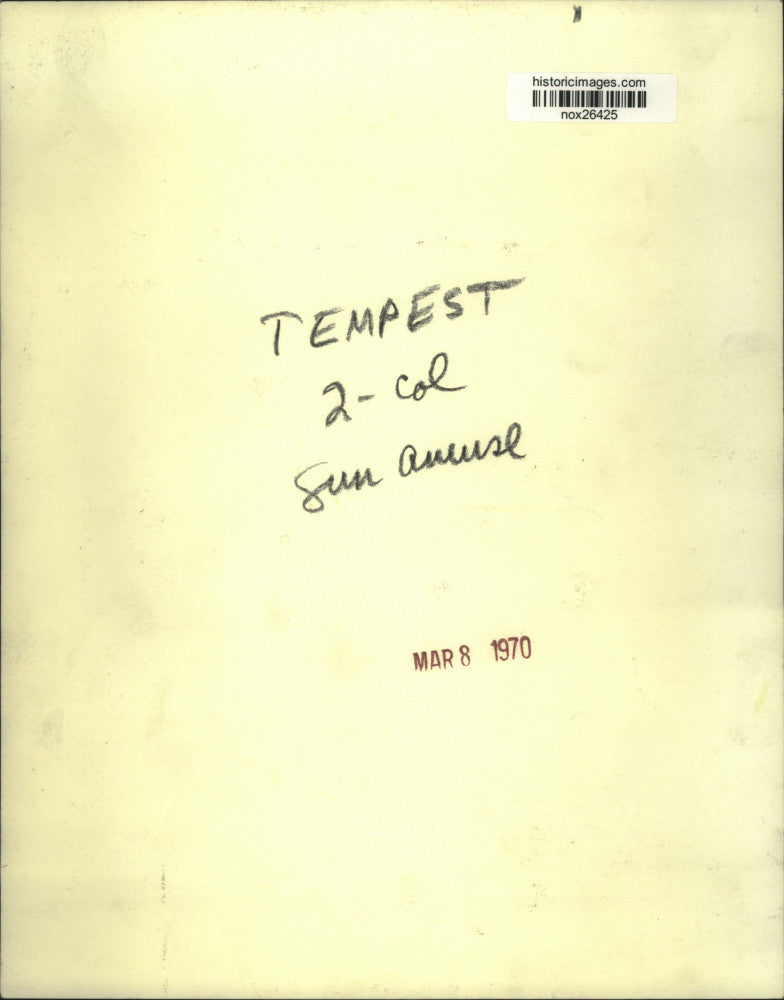 historicimages.com
nox26425
TEMPEST
2-col
Sun amuse
MAR 8 1970